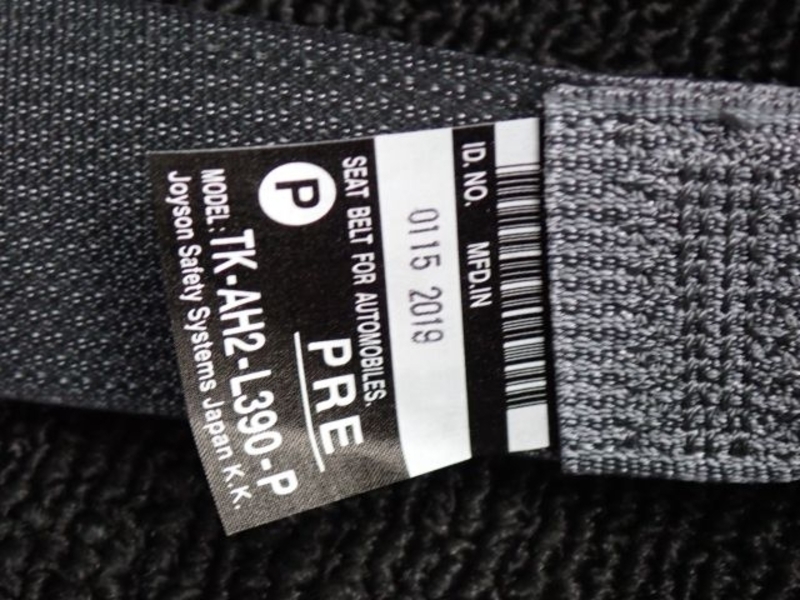 ID. NO. MFD.IN
0115 2019
SEAT BELT FOR AUTOMOBILES.
P PRE
MODEL: TK-AH2-L390-P
Joyson Safety Systems Japan K.K.